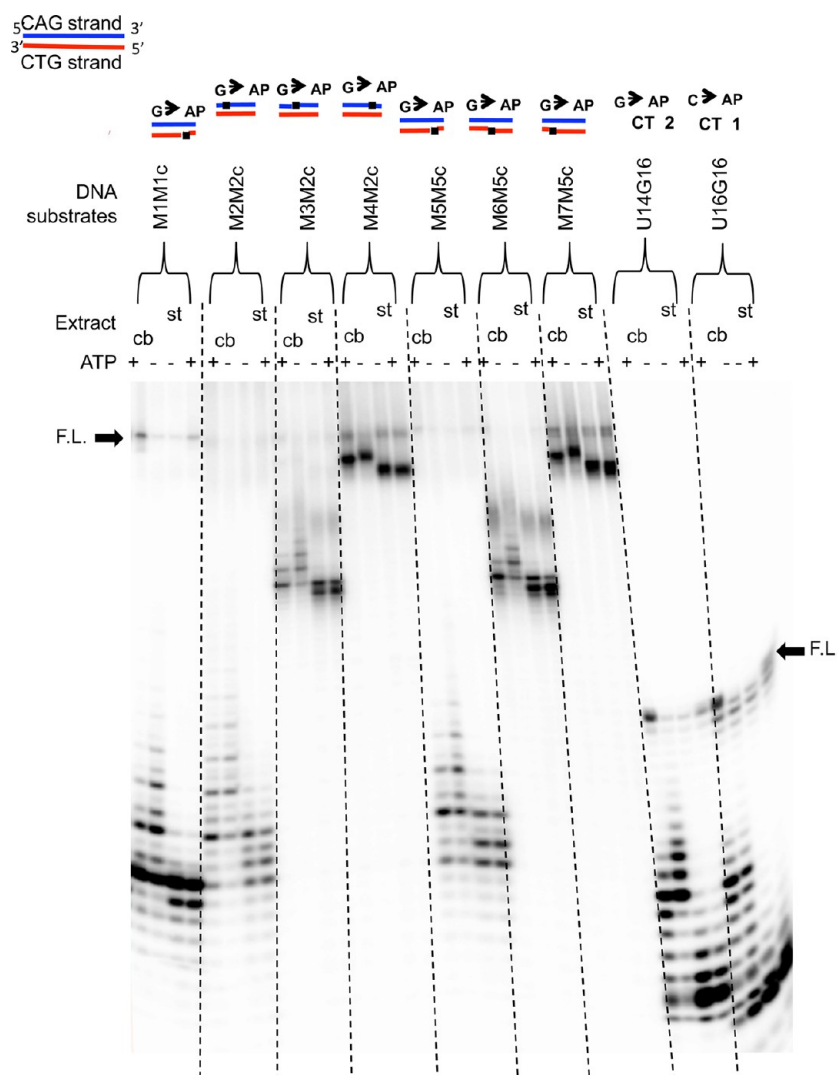 5' CAG strand 3'
3' 5'
CTG strand
G AP G AP G AP G AP G AP G AP G AP G AP C AP
CT 2 CT 1
DNA substrates M1M1c M2M2c M3M2c M4M2c M5M5c M6M5c M7M5c U14G16 U16G16
Extract cb st cb st cb st cb st cb st cb st cb st cb st cb st
ATP + - - + + - - + + - - + + - - + + - - + + - - + + - - + + - - + + - - +
F.L.
F.L